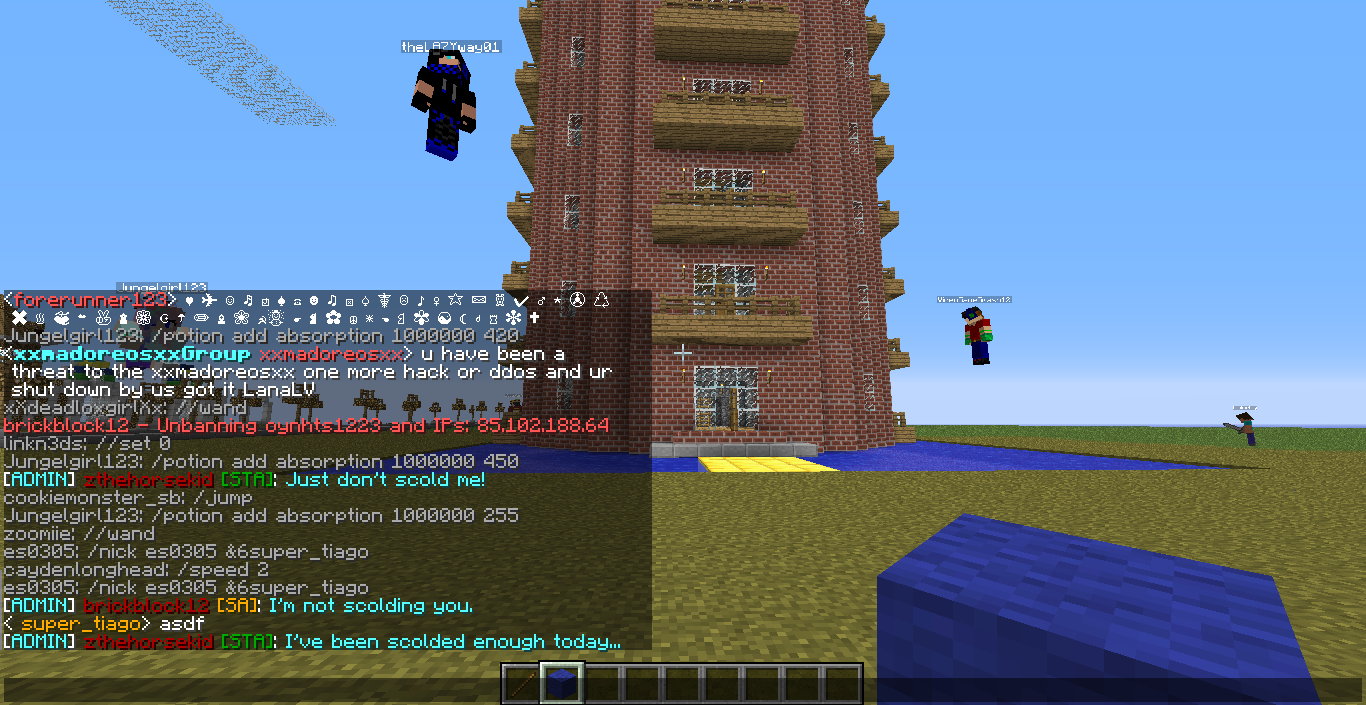 theLAZYway01
Jungelgirl123
<forerunner123> ♥ ✈ ☺ ♬ ☑ ♠ ☂ ☻ ♫ ⚀ ♤ ☤ ☹ ♪ ♀ ☆ ✉ ♖ ✓ ♂ ★
✖ ♨ ☁ ✌ ♟ ❁ ☪ ✏ ♝ ❀ ❂ ☛ ✿ ☮ ☀ ☚ ✤ ☯ ☾ ♜ ❇ ✚
Jungelgirl123: /potion add absorption 1000000 420
<xxmadoreosxxGroup xxmadoreosxx> u have been a
threat to the xxmadoreosxx one more hack or ddos and ur
shut down by us got it LanaLV
xXdeadloxgirlXx: //wand
brickblock12 - Unbanning oynhts1223 and IPs: 85.102.188.64
linkn3ds: //set 0
Jungelgirl123: /potion add absorption 1000000 450
[ADMIN] zthehorsekid [STA]: Just don't scold me!
cookiemonster_sb: /jump
Jungelgirl123: /potion add absorption 1000000 255
zoomiie: //wand
es0305: /nick es0305 &6super_tiago
caydenlonghead: /speed 2
es0305: /nick es0305 &6super_tiago
[ADMIN] brickblock12 [SA]: I'm not scolding you.
< super_tiago> asdf
[ADMIN] zthehorsekid [STA]: I've been scolded enough today...